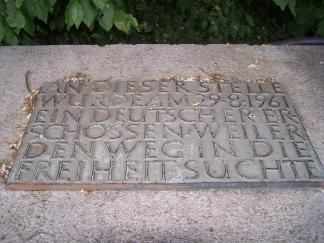 AN DIESER STELLE
WURDE AM 29·8·1961
EIN DEUTSCHER ER
SCHOSSEN·WEIL ER
DEN WEG IN DIE
FREIHEIT SUCHTE